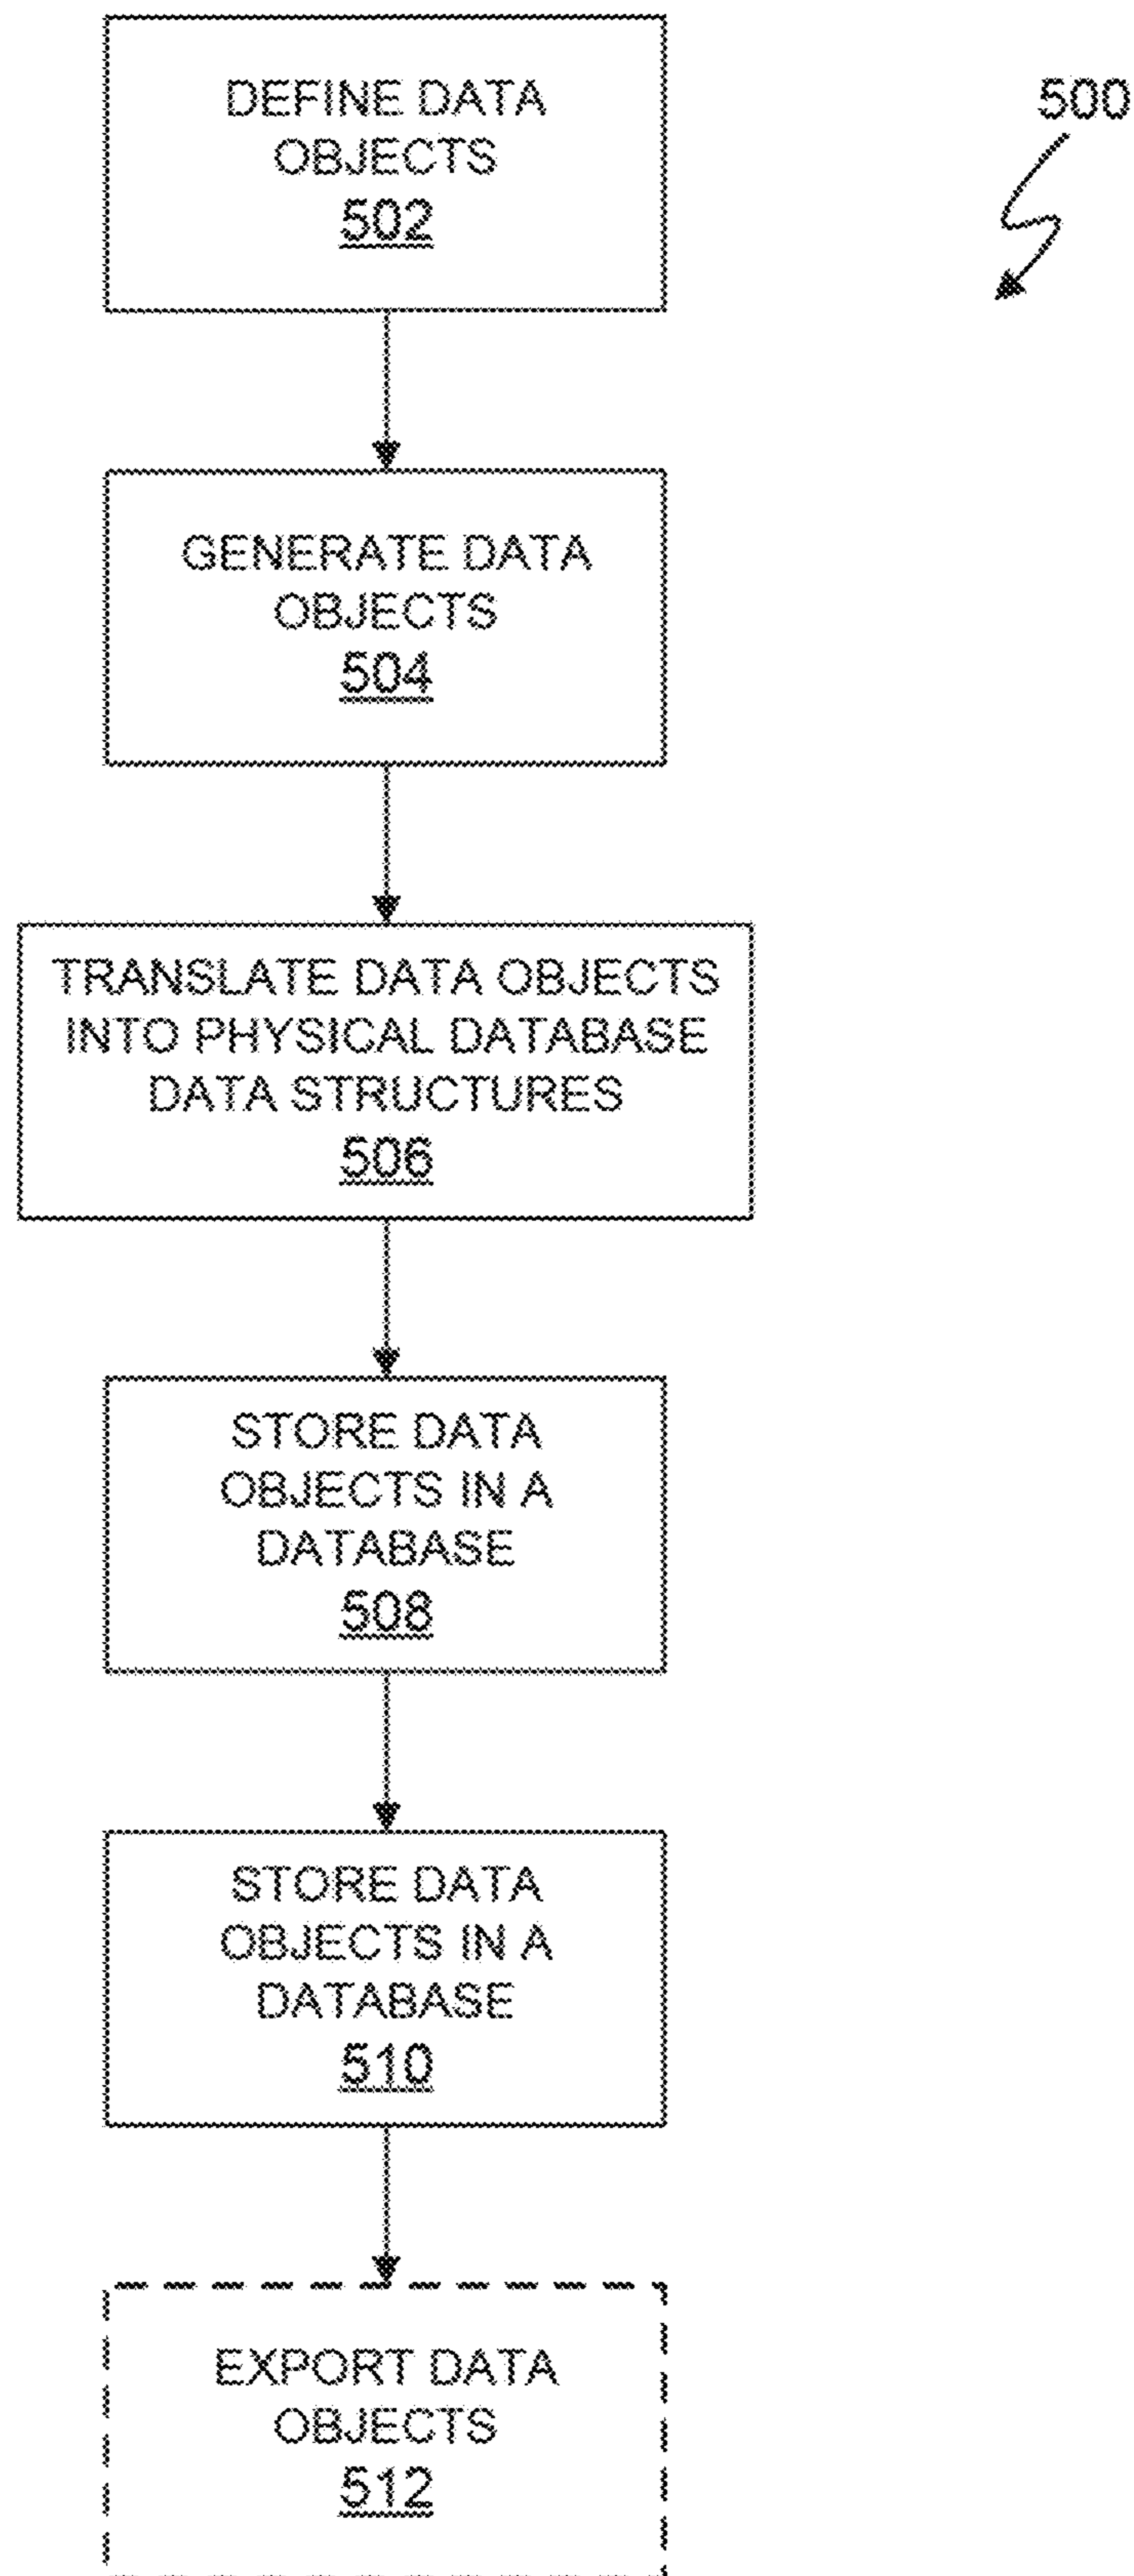 DEFINE DATA
OBJECTS
502
500
GENERATE DATA
OBJECTS
504
TRANSLATE DATA OBJECTS
INTO PHYSICAL DATABASE
DATA STRUCTURES
506
STORE DATA
OBJECTS IN A
DATABASE
508
STORE DATA
OBJECTS IN A
DATABASE
510
EXPORT DATA
OBJECTS
512